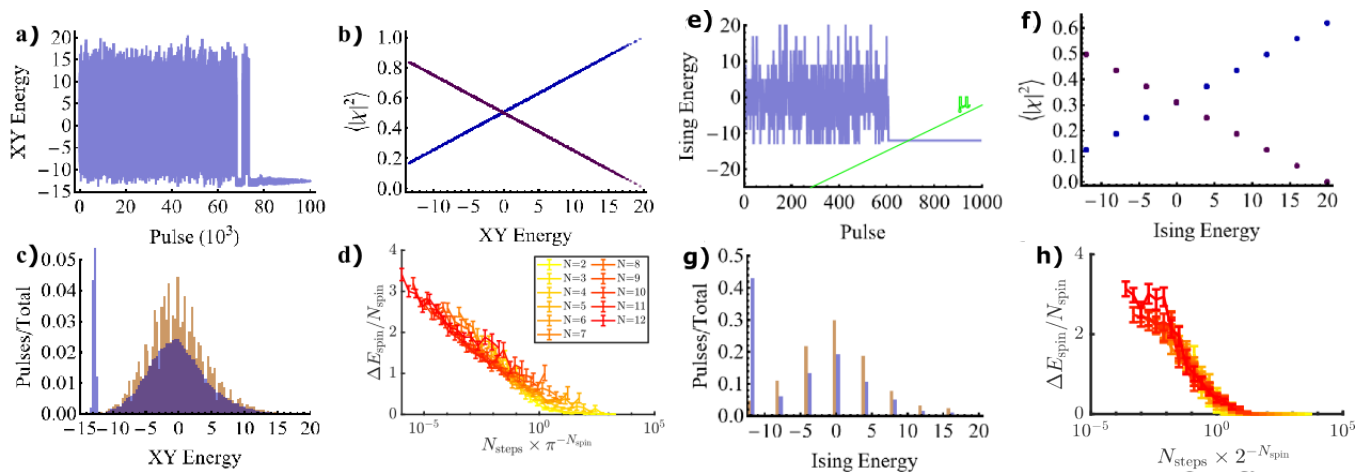 a)
XY Energy
20
15
10
5
0
−5
−10
−15
0 20 40 60 80 100
Pulse (10³)
b)
⟨|χ|²⟩
1.0
0.8
0.6
0.4
0.2
0.0
−10 −5 0 5 10 15 20
XY Energy
e)
Ising Energy
20
10
0
−10
−20
μ
0 200 400 600 800 1000
Pulse
f)
⟨|χ|²⟩
0.6
0.5
0.4
0.3
0.2
0.1
0.0
−10 −5 0 5 10 15 20
Ising Energy
c)
Pulses/Total
0.05
0.04
0.03
0.02
0.01
0.00
−15 −10 −5 0 5 10 15 20
XY Energy
d)
ΔE_spin/N_spin
4
3
2
1
0
N=2 N=8
N=3 N=9
N=4 N=10
N=5 N=11
N=6 N=12
N=7
10⁻⁵ 10⁰ 10⁵
N_steps × π^−N_spin
g)
Pulses/Total
0.5
0.4
0.3
0.2
0.1
0.0
−10 −5 0 5 10 15 20
Ising Energy
h)
ΔE_spin/N_spin
4
2
0
10⁻⁵ 10⁰ 10⁵
N_steps × 2^−N_spin